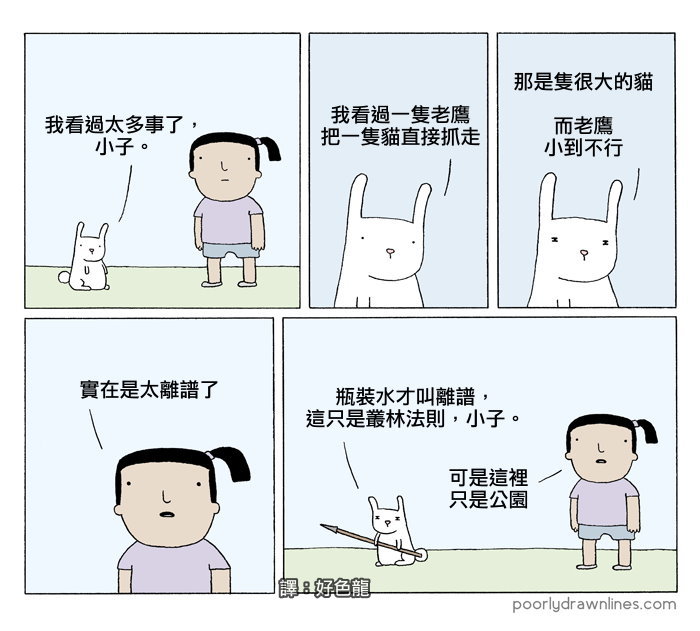 我看過太多事了，
小子。
我看過一隻老鷹
把一隻貓直接抓走
那是隻很大的貓
而老鷹
小到不行
實在是太離譜了
瓶裝水才叫離譜，
這只是叢林法則，小子。
可是這裡
只是公園
譯：好色龍
poorlydrawnlines.com